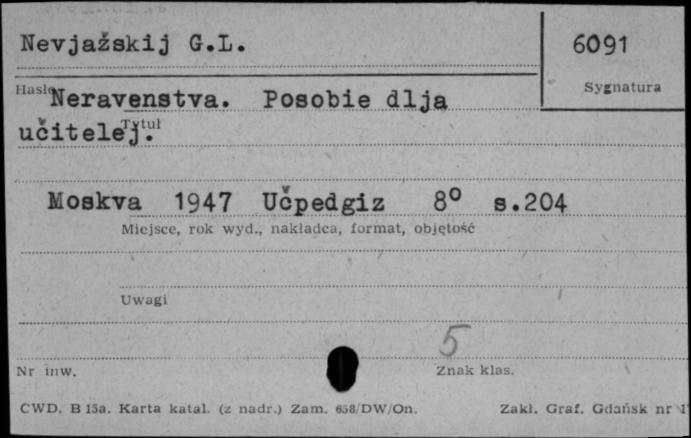 Nevjažskij G.L.
6091
Sygnatura
Hasło
Neravenstva. Posobie dlja
Tytuł
učitelej.
Moskva 1947 Učpedgiz 8⁰ s.204
Miejsce, rok wyd., nakładca, format, objętość
Uwagi
5
Nr inw.
Znak klas.
CWD. B 15a. Karta katal. (z nadr.) Zam. 658/DW/On.
Zakł. Graf. Gdańsk nr